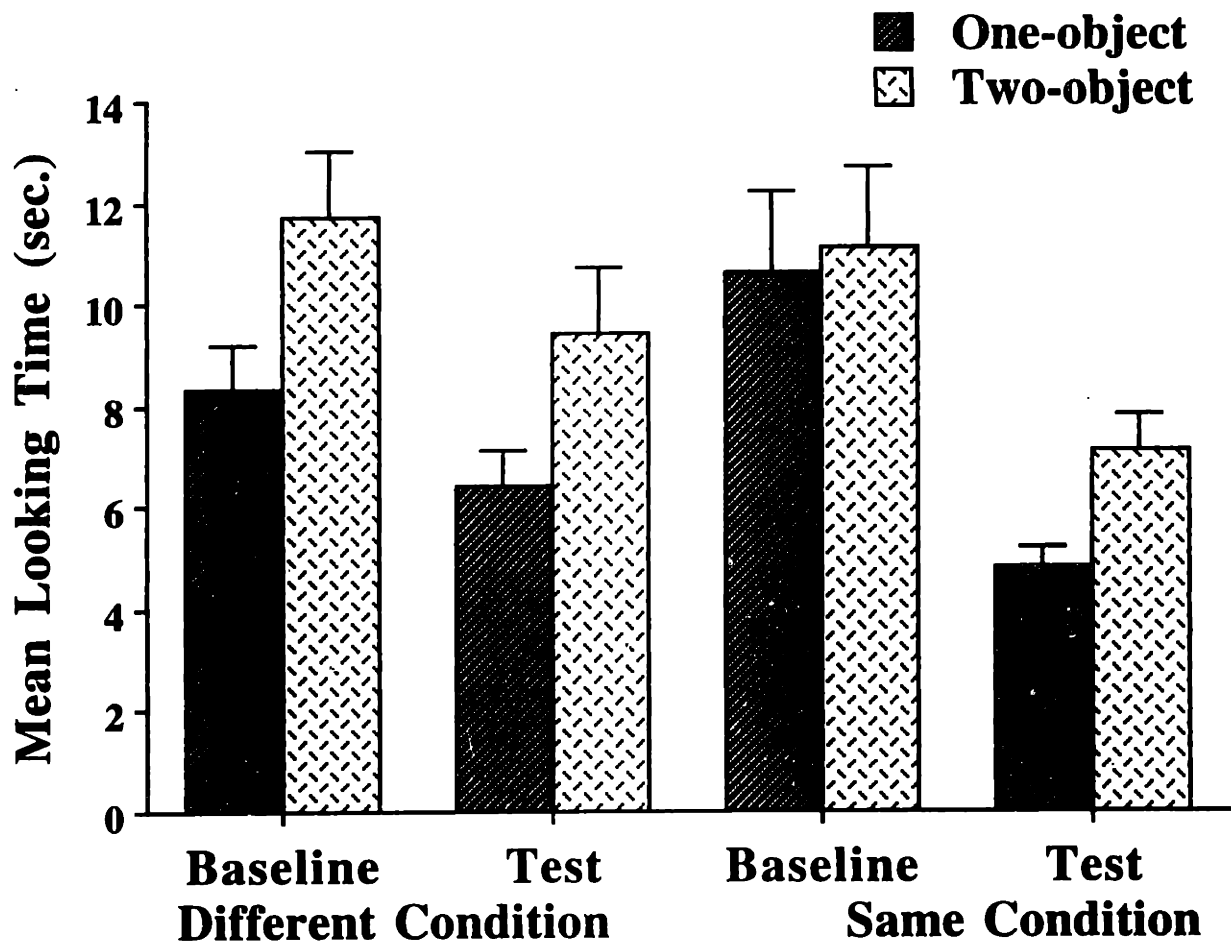 One-object
Two-object
Mean Looking Time (sec.)
14
12
10
8
6
4
2
0
Baseline Test Baseline Test
Different Condition Same Condition